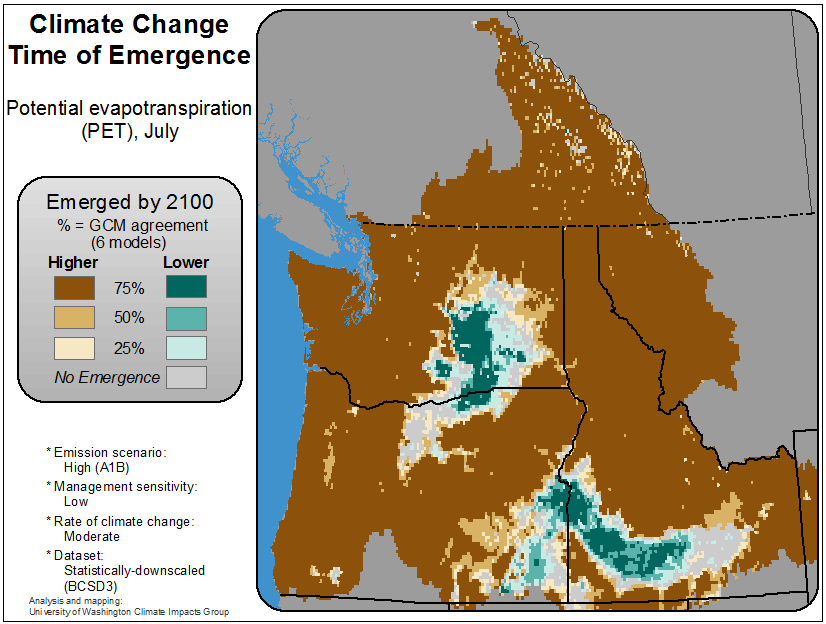 Climate Change
Time of Emergence
Potential evapotranspiration
(PET), July
Emerged by 2100
% = GCM agreement
(6 models)
Higher Lower
75%
50%
25%
No Emergence
* Emission scenario:
High (A1B)
* Management sensitivity:
Low
* Rate of climate change:
Moderate
* Dataset:
Statistically-downscaled
(BCSD3)
Analysis and mapping:
University of Washington Climate Impacts Group